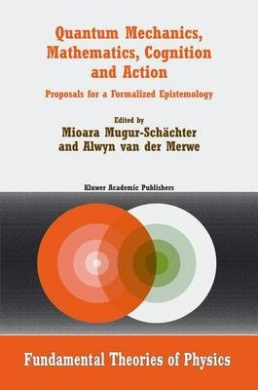 Quantum Mechanics,
Mathematics, Cognition
and Action
Proposals for a Formalized Epistemology
Edited by
Mioara Mugur-Schächter
and Alwyn van der Merwe
Kluwer Academic Publishers
Fundamental Theories of Physics